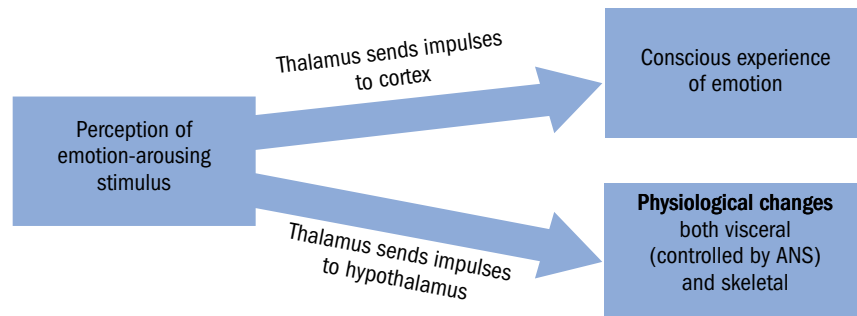 Perception of
emotion-arousing
stimulus
Thalamus sends impulses
to cortex
Conscious experience
of emotion
Thalamus sends impulses
to hypothalamus
Physiological changes
both visceral
(controlled by ANS)
and skeletal